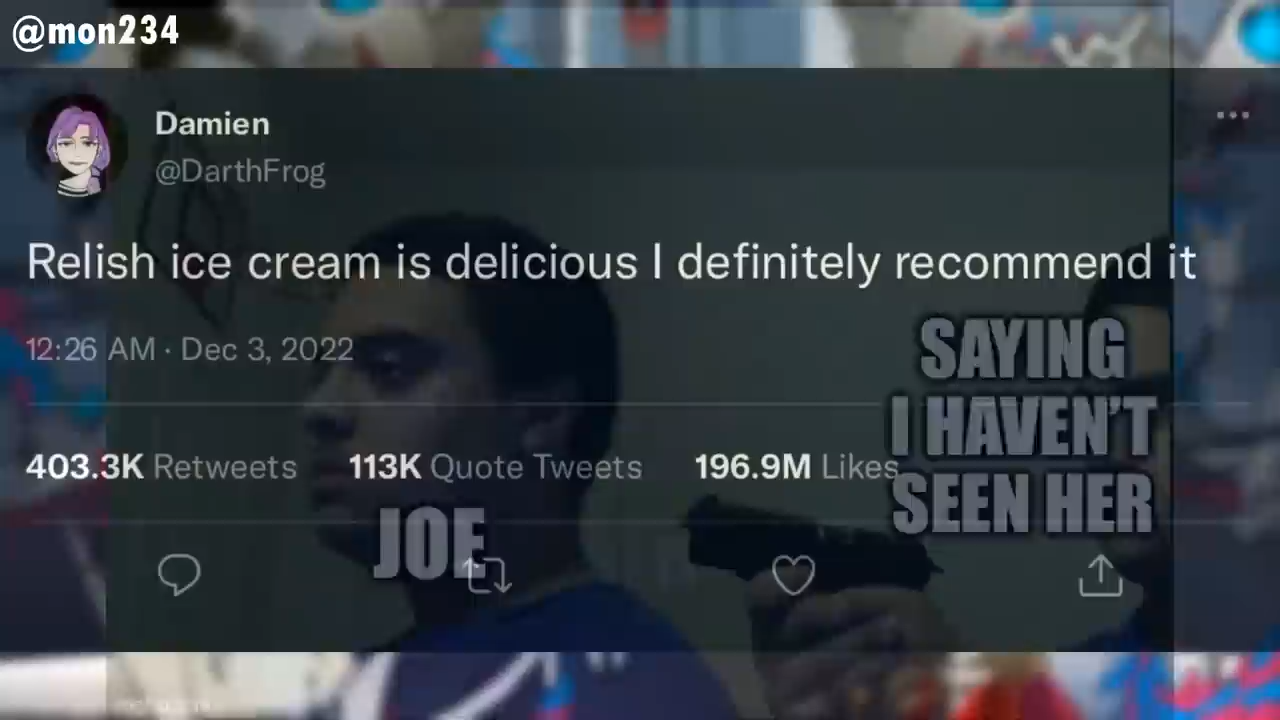 @mon234
Damien
@DarthFrog
Relish ice cream is delicious I definitely recommend it
12:26 AM · Dec 3, 2022
SAYING
I HAVEN'T
SEEN HER
403.3K Retweets 113K Quote Tweets 196.9M Likes
JOE